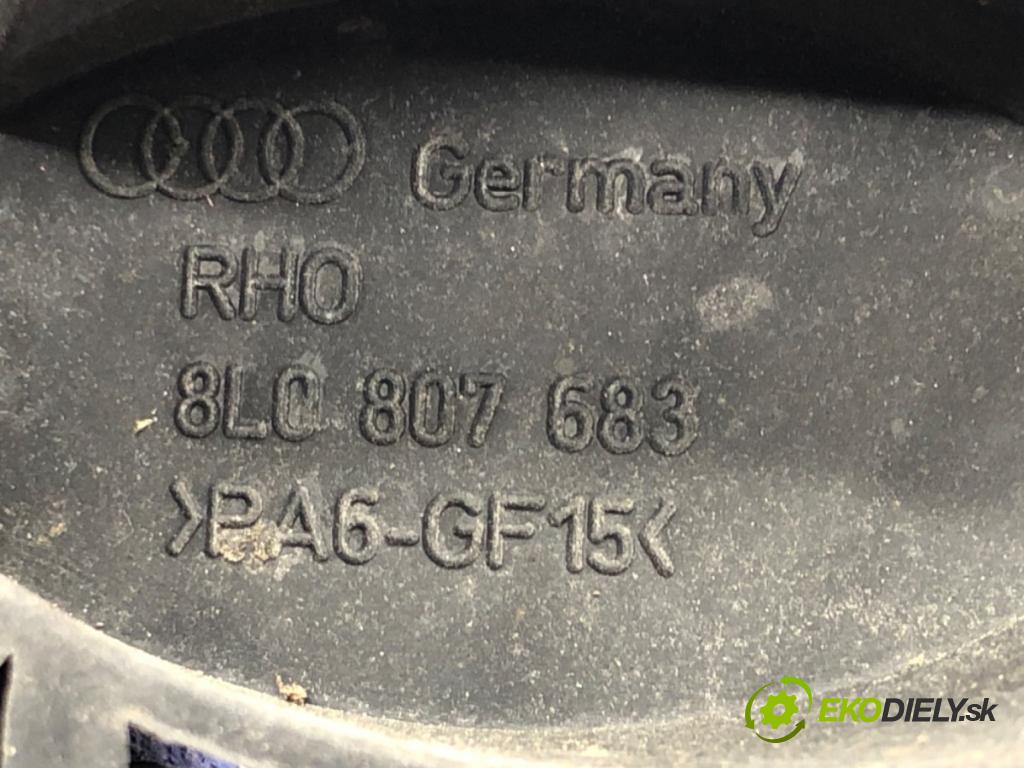 Germany
RHO
8L0 807 683
>PA6-GF15<
EKODIELY.sk